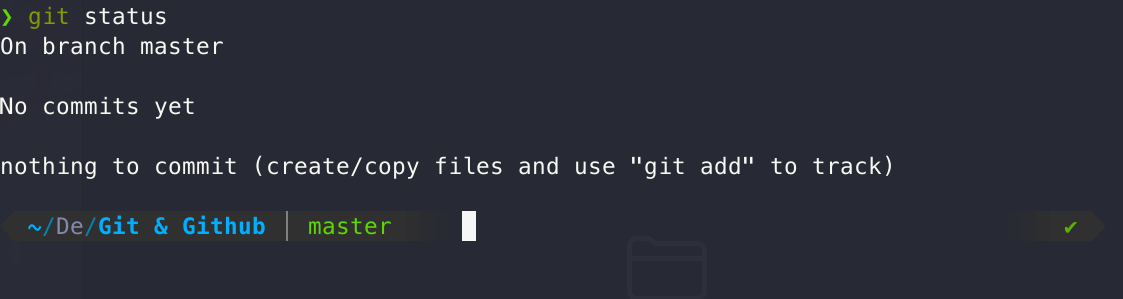 ❯ git status
On branch master
No commits yet
nothing to commit (create/copy files and use "git add" to track)
~/De/Git & Github | master ✔